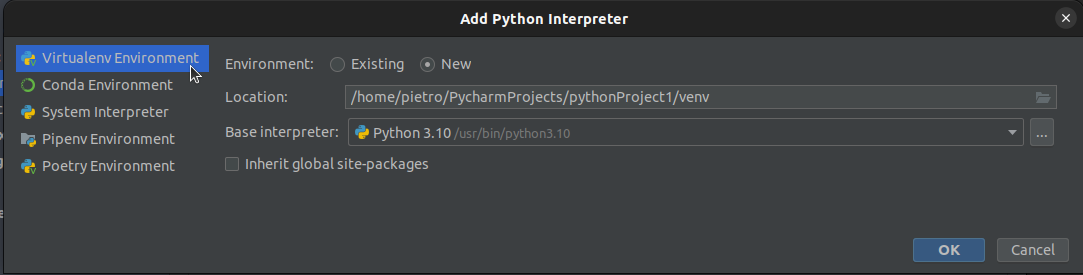 Add Python Interpreter
Virtualenv Environment
Conda Environment
System Interpreter
Pipenv Environment
Poetry Environment
Environment: Existing New
Location: /home/pietro/PycharmProjects/pythonProject1/venv
Base interpreter: Python 3.10 /usr/bin/python3.10 ...
Inherit global site-packages
OK Cancel